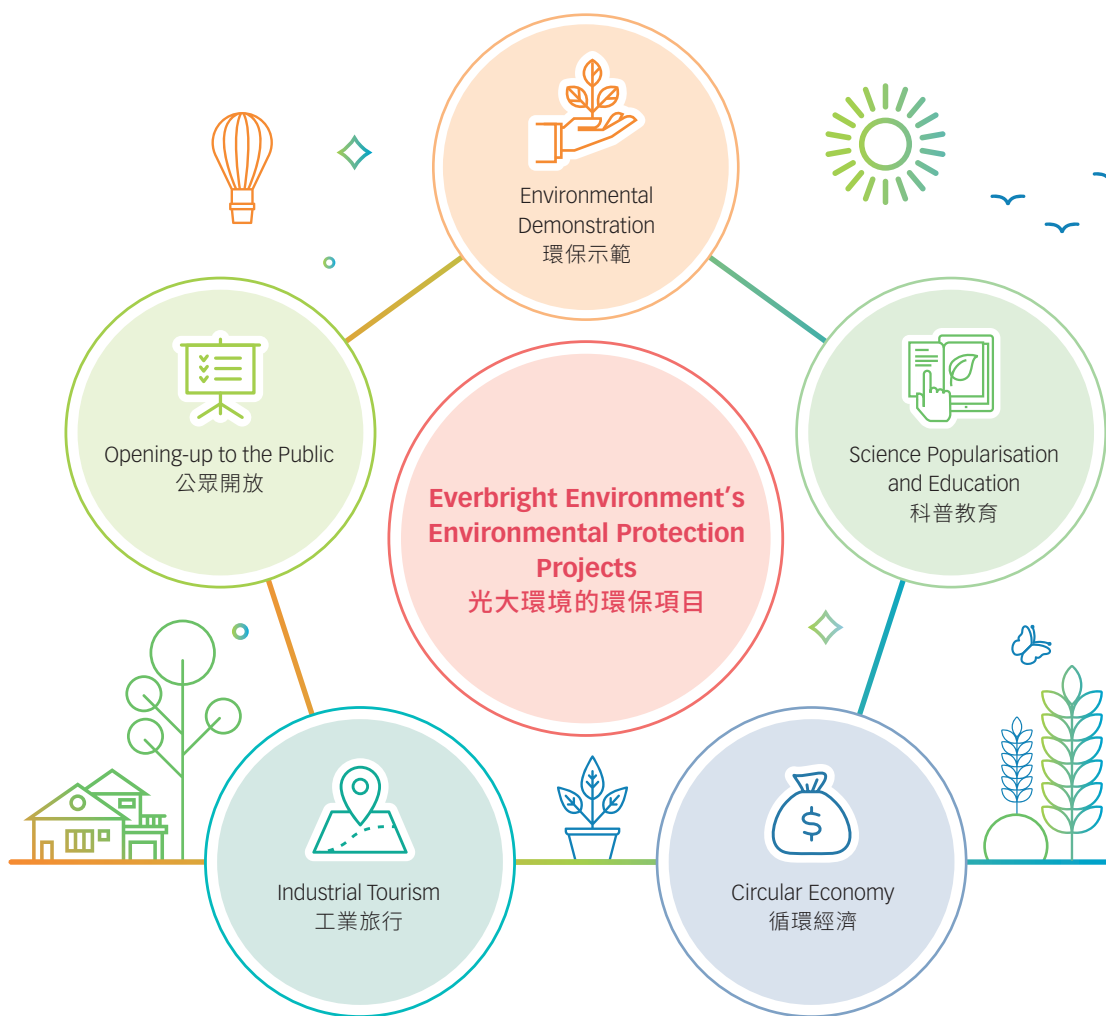 Environmental
Demonstration
環保示範
Opening-up to the Public
公眾開放
Science Popularisation
and Education
科普教育
Everbright Environment's
Environmental Protection
Projects
光大環境的環保項目
Industrial Tourism
工業旅行
$
Circular Economy
循環經濟